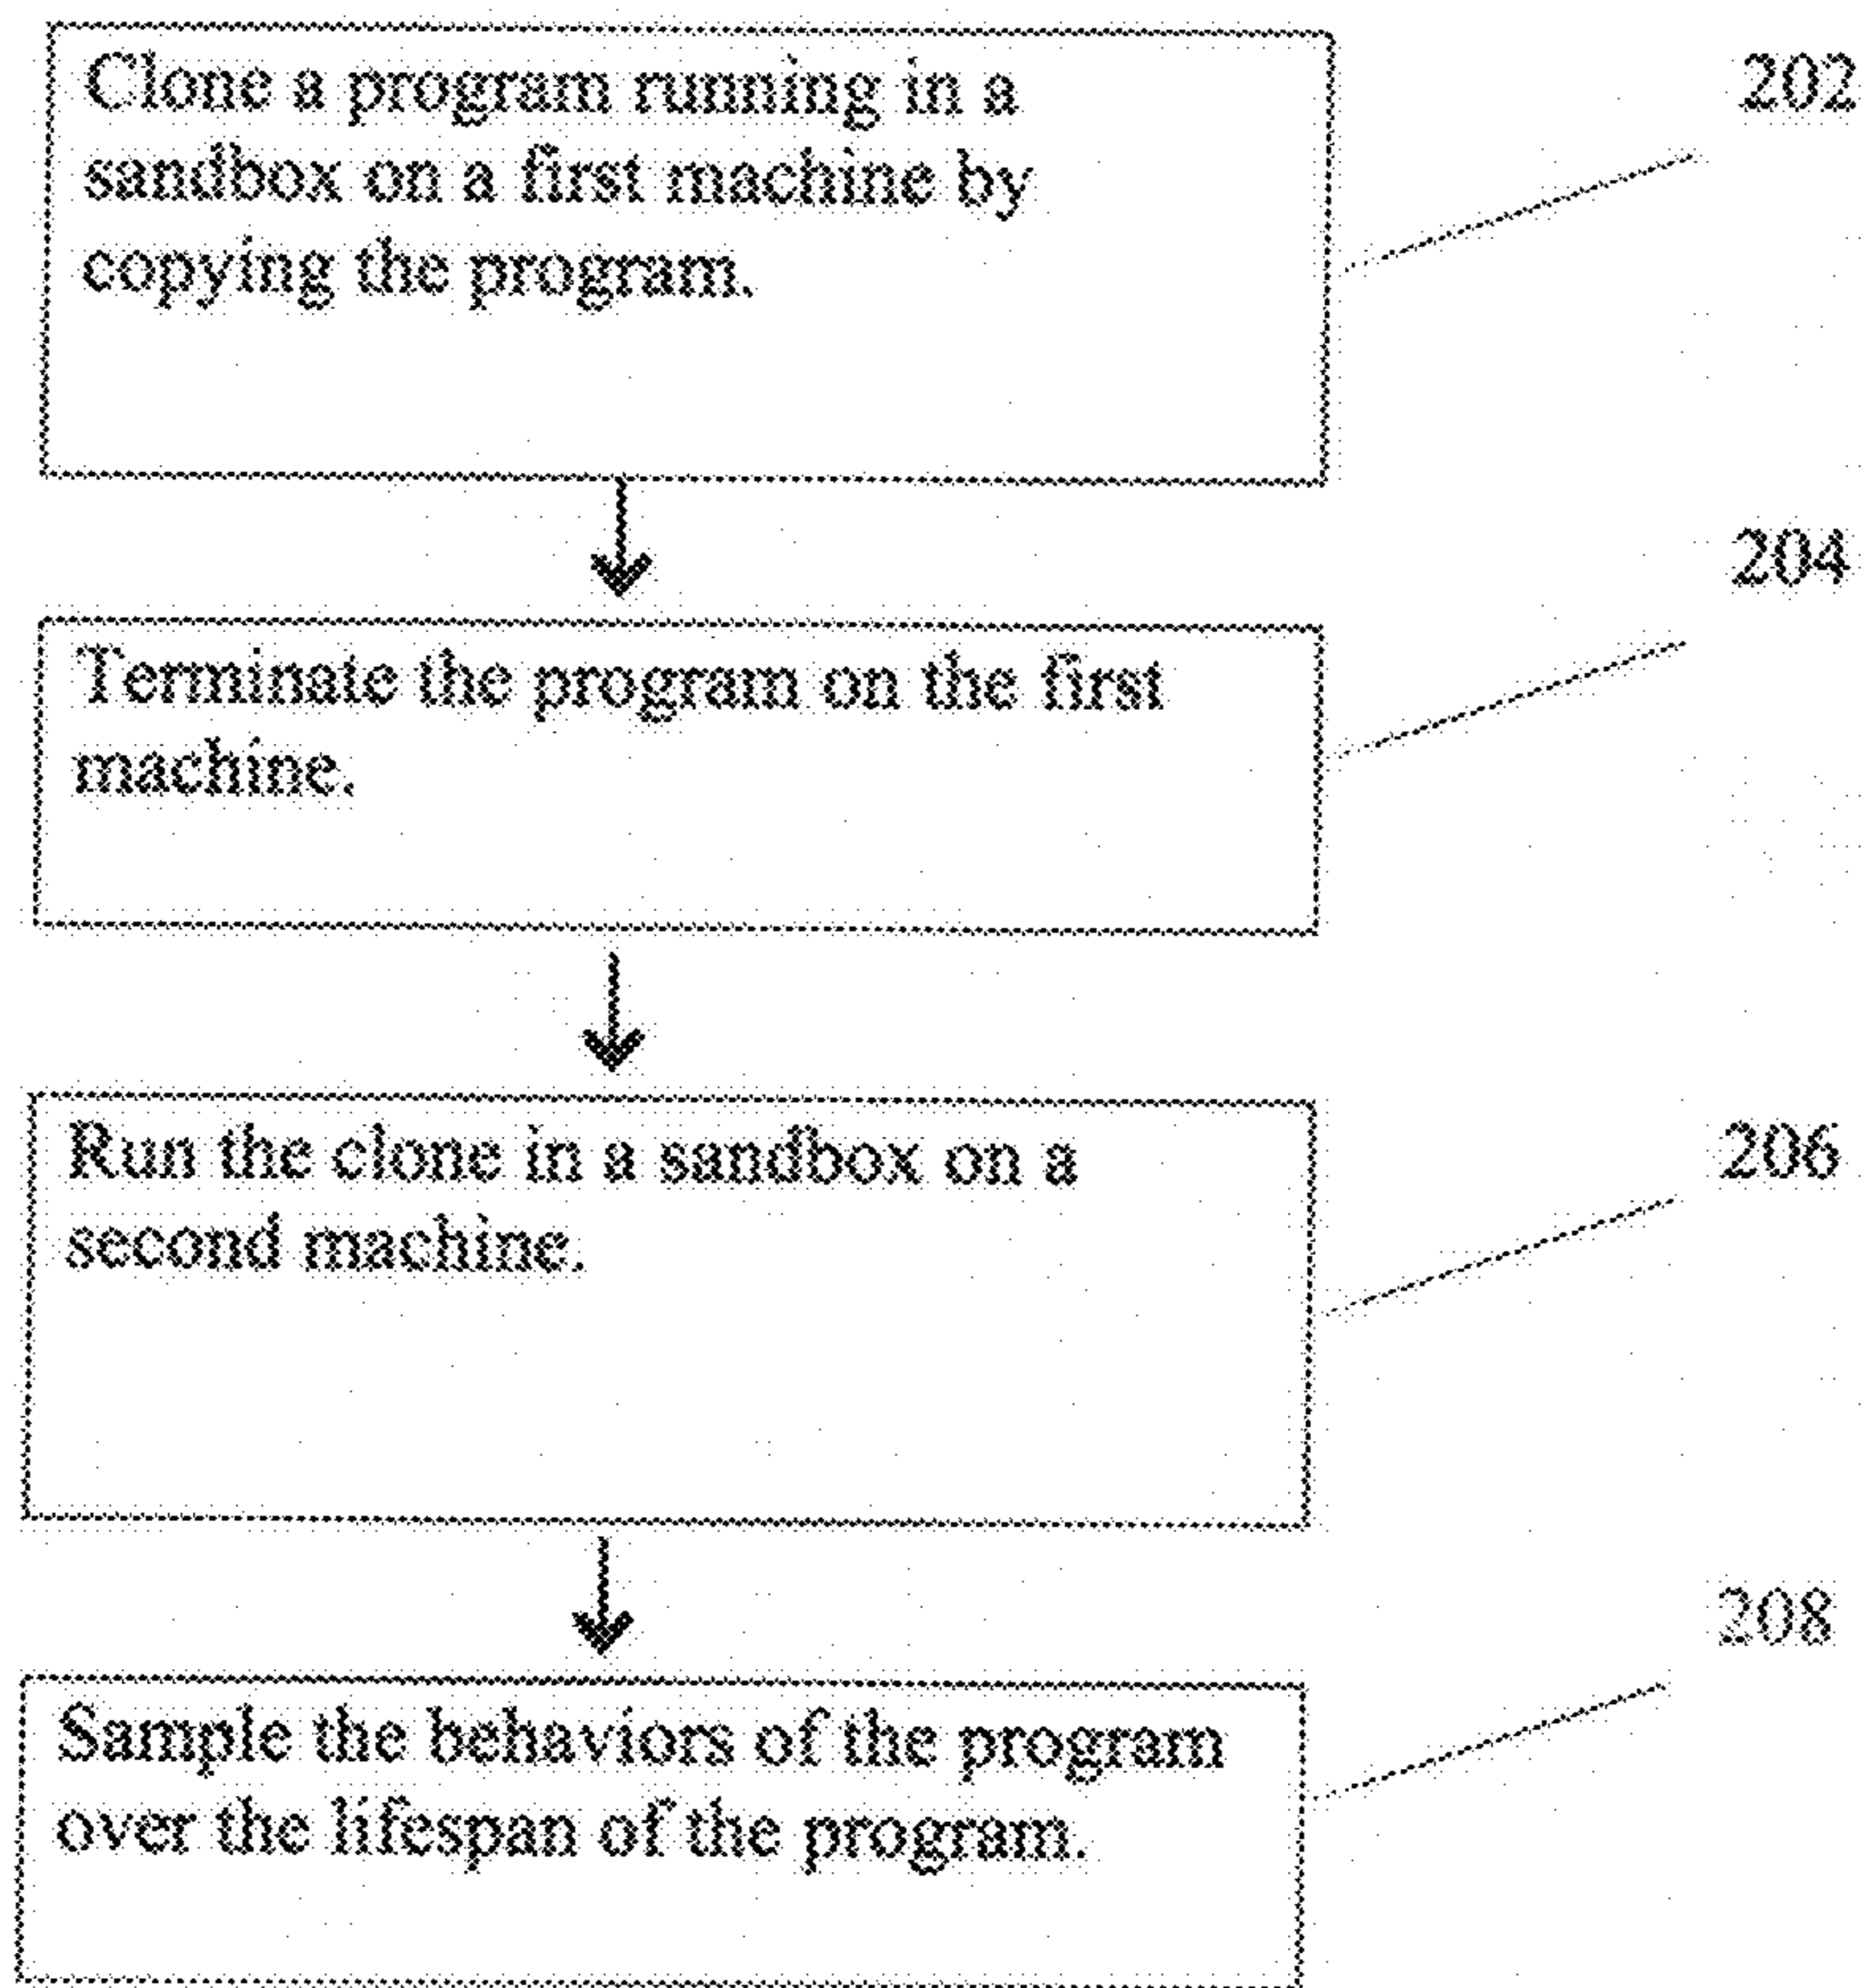 Clone a program running in a
202
sandbox on a first machine by
copying the program.
204
Terminate the program on the first
machine.
Run the clone in a sandbox on a
206
second machine.
208
Sample the behaviors of the program
over the lifespan of the program.